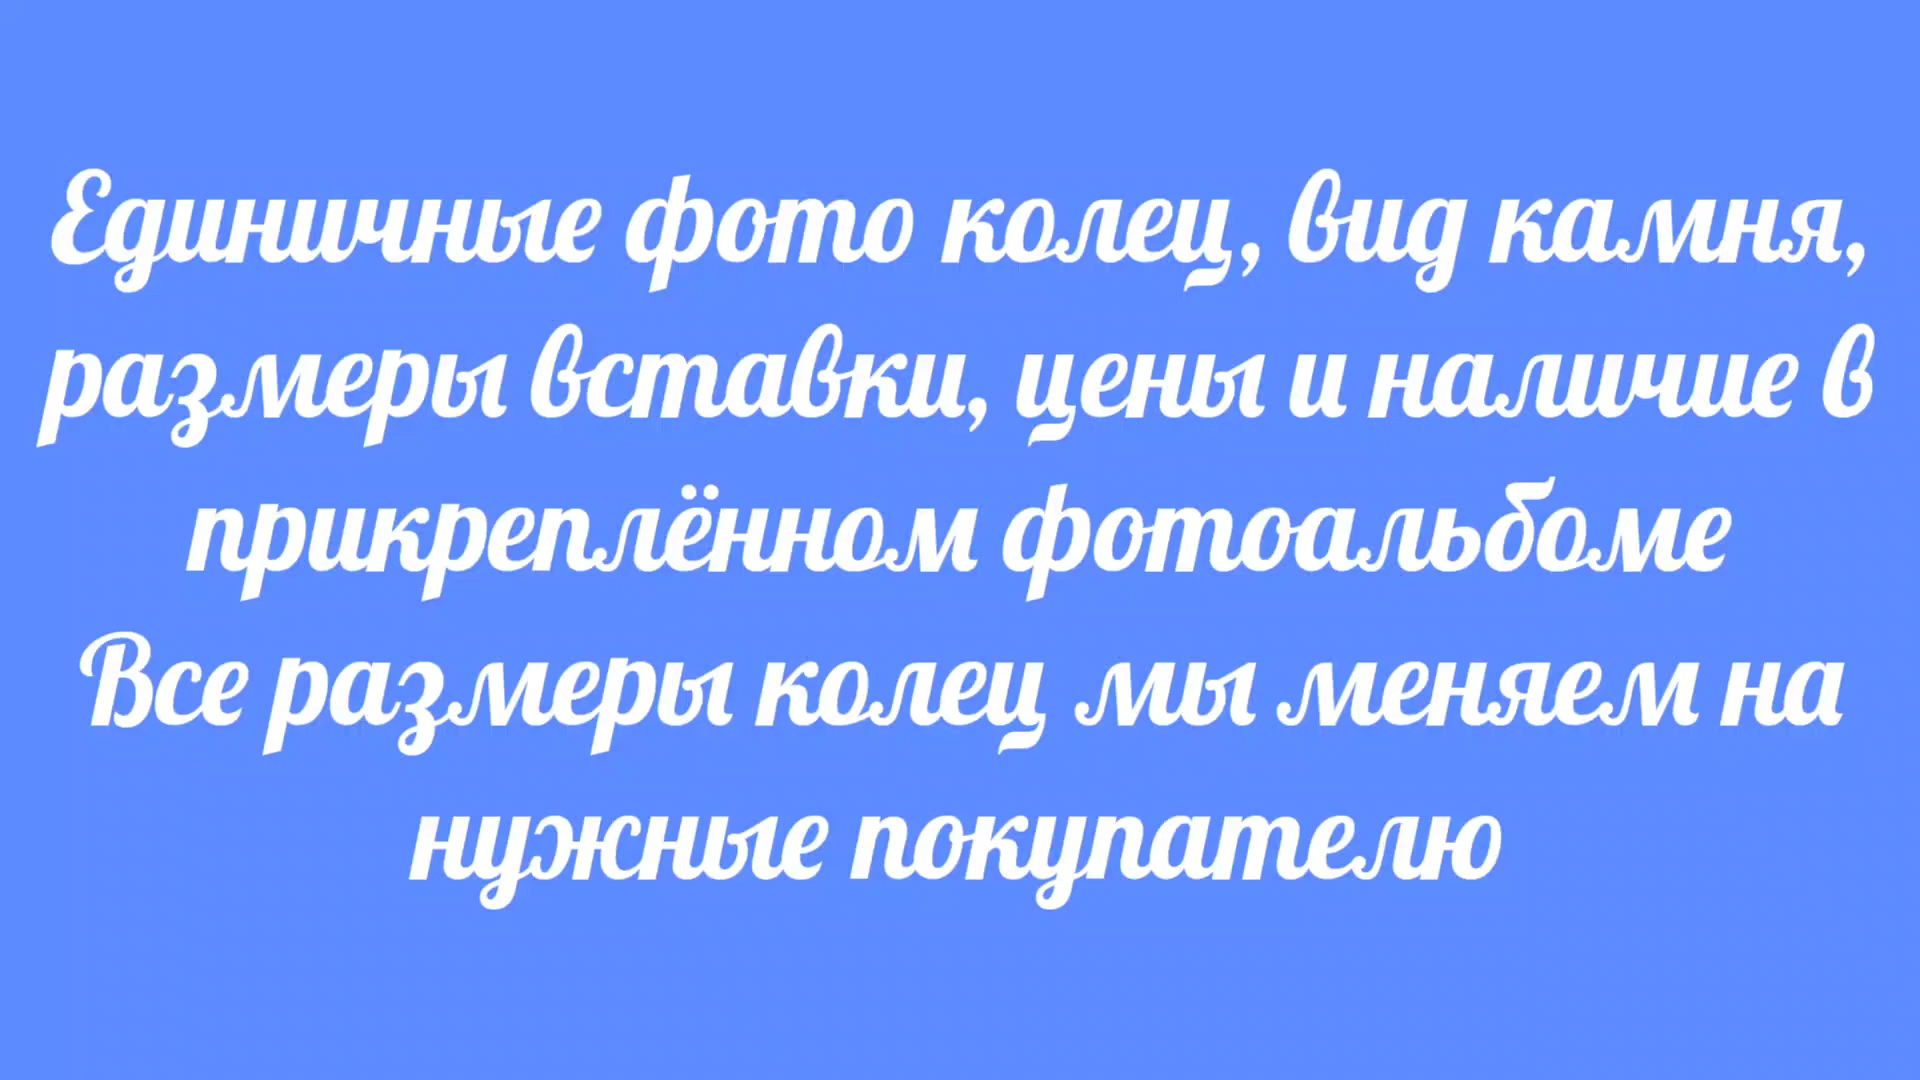 Единичные фото колец, вид камня,
размеры вставки, цены и наличие в
прикреплённом фотоальбоме
Все размеры колец мы меняем на
нужные покупателю